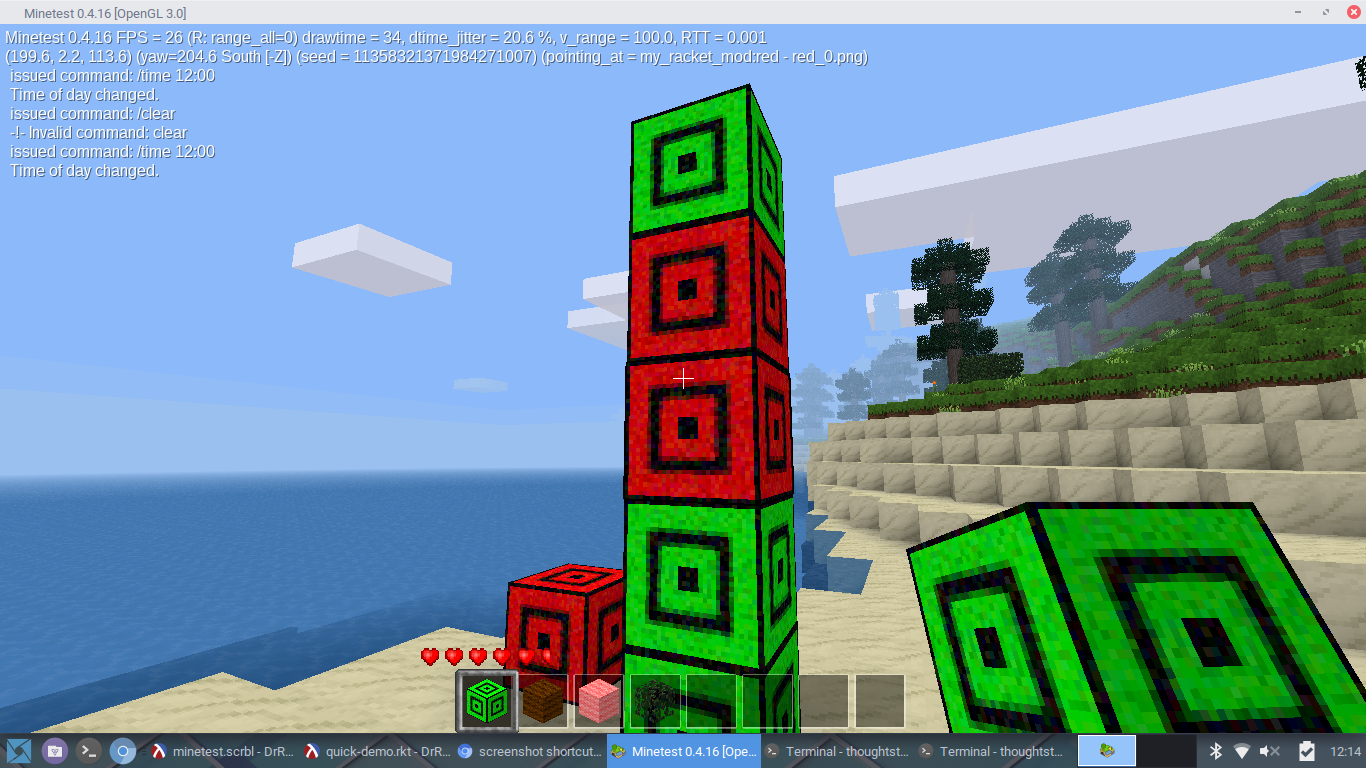 Minetest 0.4.16 [OpenGL 3.0]
Minetest 0.4.16 FPS = 26 (R: range_all=0) drawtime = 34, dtime_jitter = 20.6 %, v_range = 100.0, RTT = 0.001
(199.6, 2.2, 113.6) (yaw=204.6 South [-Z]) (seed = 11358321371984271007) (pointing_at = my_racket_mod:red - red_0.png)
issued command: /time 12:00
Time of day changed.
issued command: /clear
-!- Invalid command: clear
issued command: /time 12:00
Time of day changed.
minetest.scrbl - DrR... quick-demo.rkt - DrR... screenshot shortcut... Minetest 0.4.16 [Ope... Terminal - thoughtst... Terminal - thoughtst... 12:14